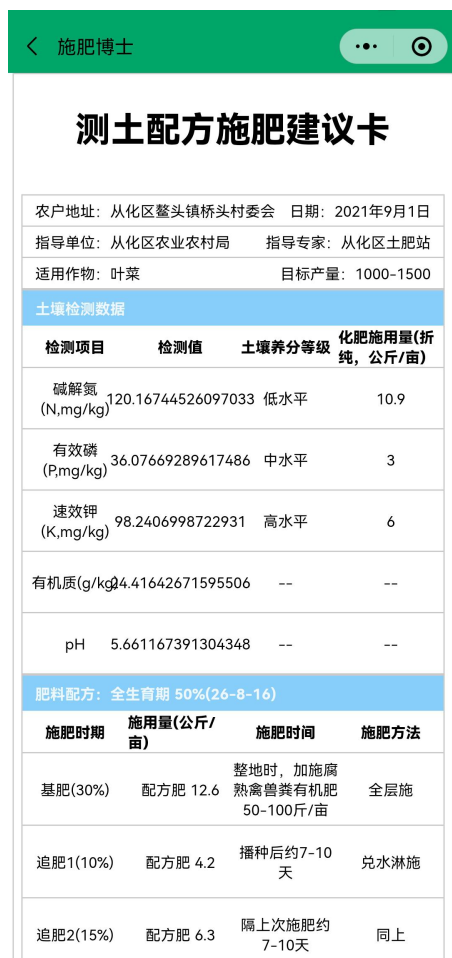 施肥博士
测土配方施肥建议卡
农户地址：从化区鳌头镇桥头村委会 日期：2021年9月1日
指导单位：从化区农业农村局 指导专家：从化区土肥站
适用作物：叶菜 目标产量：1000-1500
土壤检测数据
检测项目 检测值 土壤养分等级 化肥施用量(折纯，公斤/亩)
碱解氮(N,mg/kg) 120.16744526097033 低水平 10.9
有效磷(P,mg/kg) 36.07669289617486 中水平 3
速效钾(K,mg/kg) 98.2406998722931 高水平 6
有机质(g/kg) 24.41642671595506 -- --
pH 5.661167391304348 -- --
肥料配方：全生育期 50%(26-8-16)
施肥时期 施用量(公斤/亩) 施肥时间 施肥方法
基肥(30%) 配方肥 12.6 整地时，加施腐熟禽兽粪有机肥50-100斤/亩 全层施
追肥1(10%) 配方肥 4.2 播种后约7-10天 兑水淋施
追肥2(15%) 配方肥 6.3 隔上次施肥约7-10天 同上